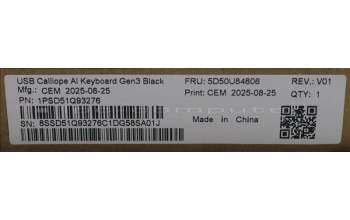 USB Calliope AI Keyboard Gen3 Black
FRU: 5D50U84806
REV.: V01
Mfg.: CEM 2025-08-25
Print: CEM 2025-08-25
QTY: 1
PN: 1PSD51Q93276
Made in China
SN: 8SSD51Q93276C1DG58SA01J